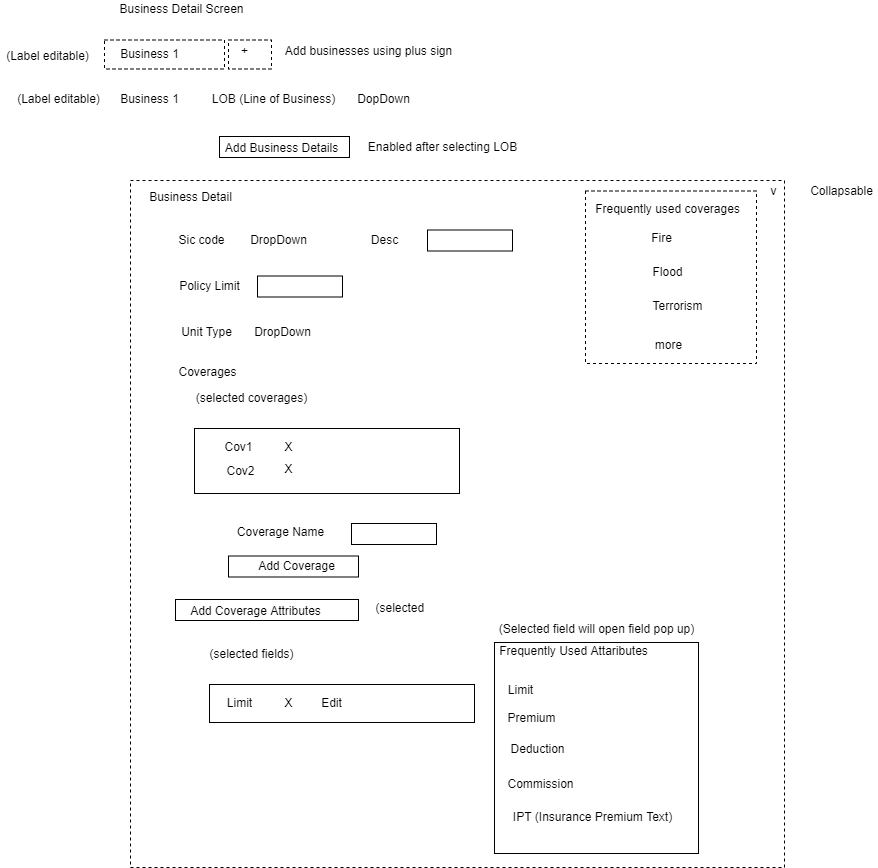 Business Detail Screen
(Label editable) Business 1 + Add businesses using plus sign
(Label editable) Business 1 LOB (Line of Business) DopDown
Add Business Details Enabled after selecting LOB
v Collapsable
Business Detail
Frequently used coverages
Fire
Flood
Terrorism
more
Sic code DropDown Desc
Policy Limit
Unit Type DropDown
Coverages
(selected coverages)
Cov1 X
Cov2 X
Coverage Name
Add Coverage
Add Coverage Attributes (selected
(selected fields)
Limit X Edit
(Selected field will open field pop up)
Frequently Used Attaributes
Limit
Premium
Deduction
Commission
IPT (Insurance Premium Text)